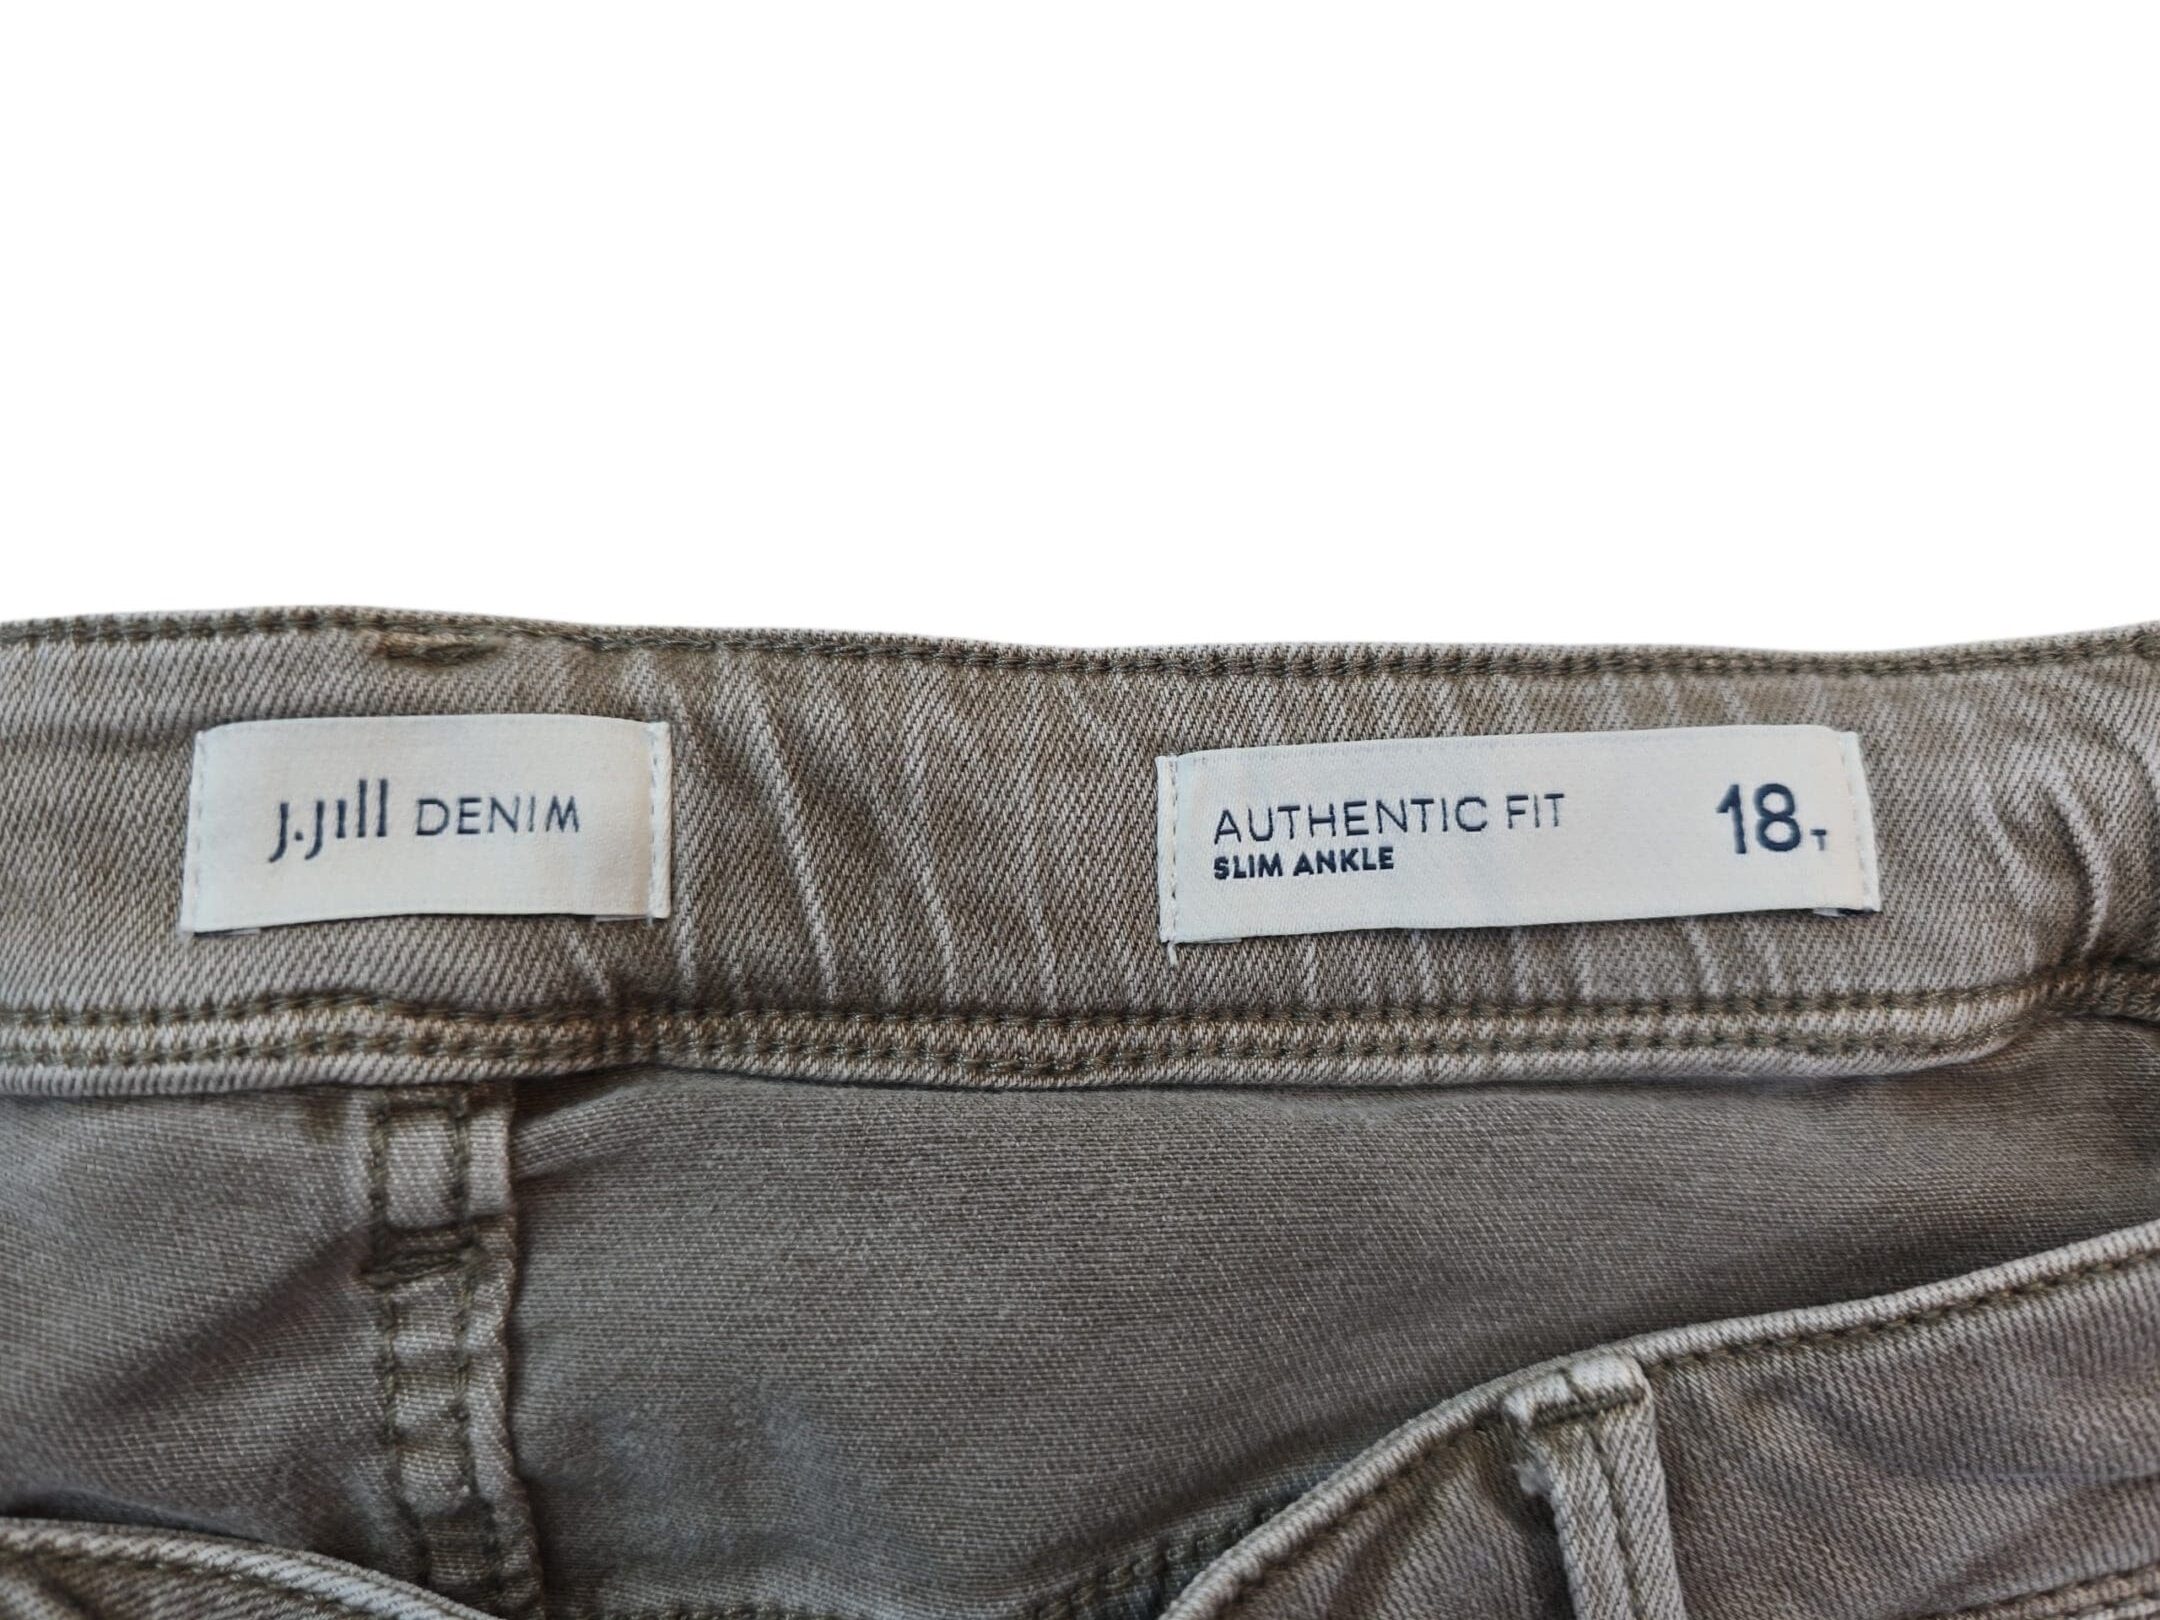 J.Jill DENIM
AUTHENTIC FIT 18T
SLIM ANKLE